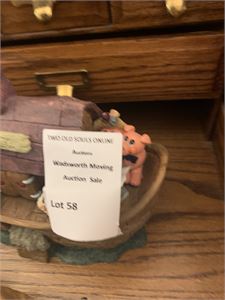 TWO OLD SOULS ONLINE
Auctions
Wadsworth Moving
Auction Sale
Lot 58